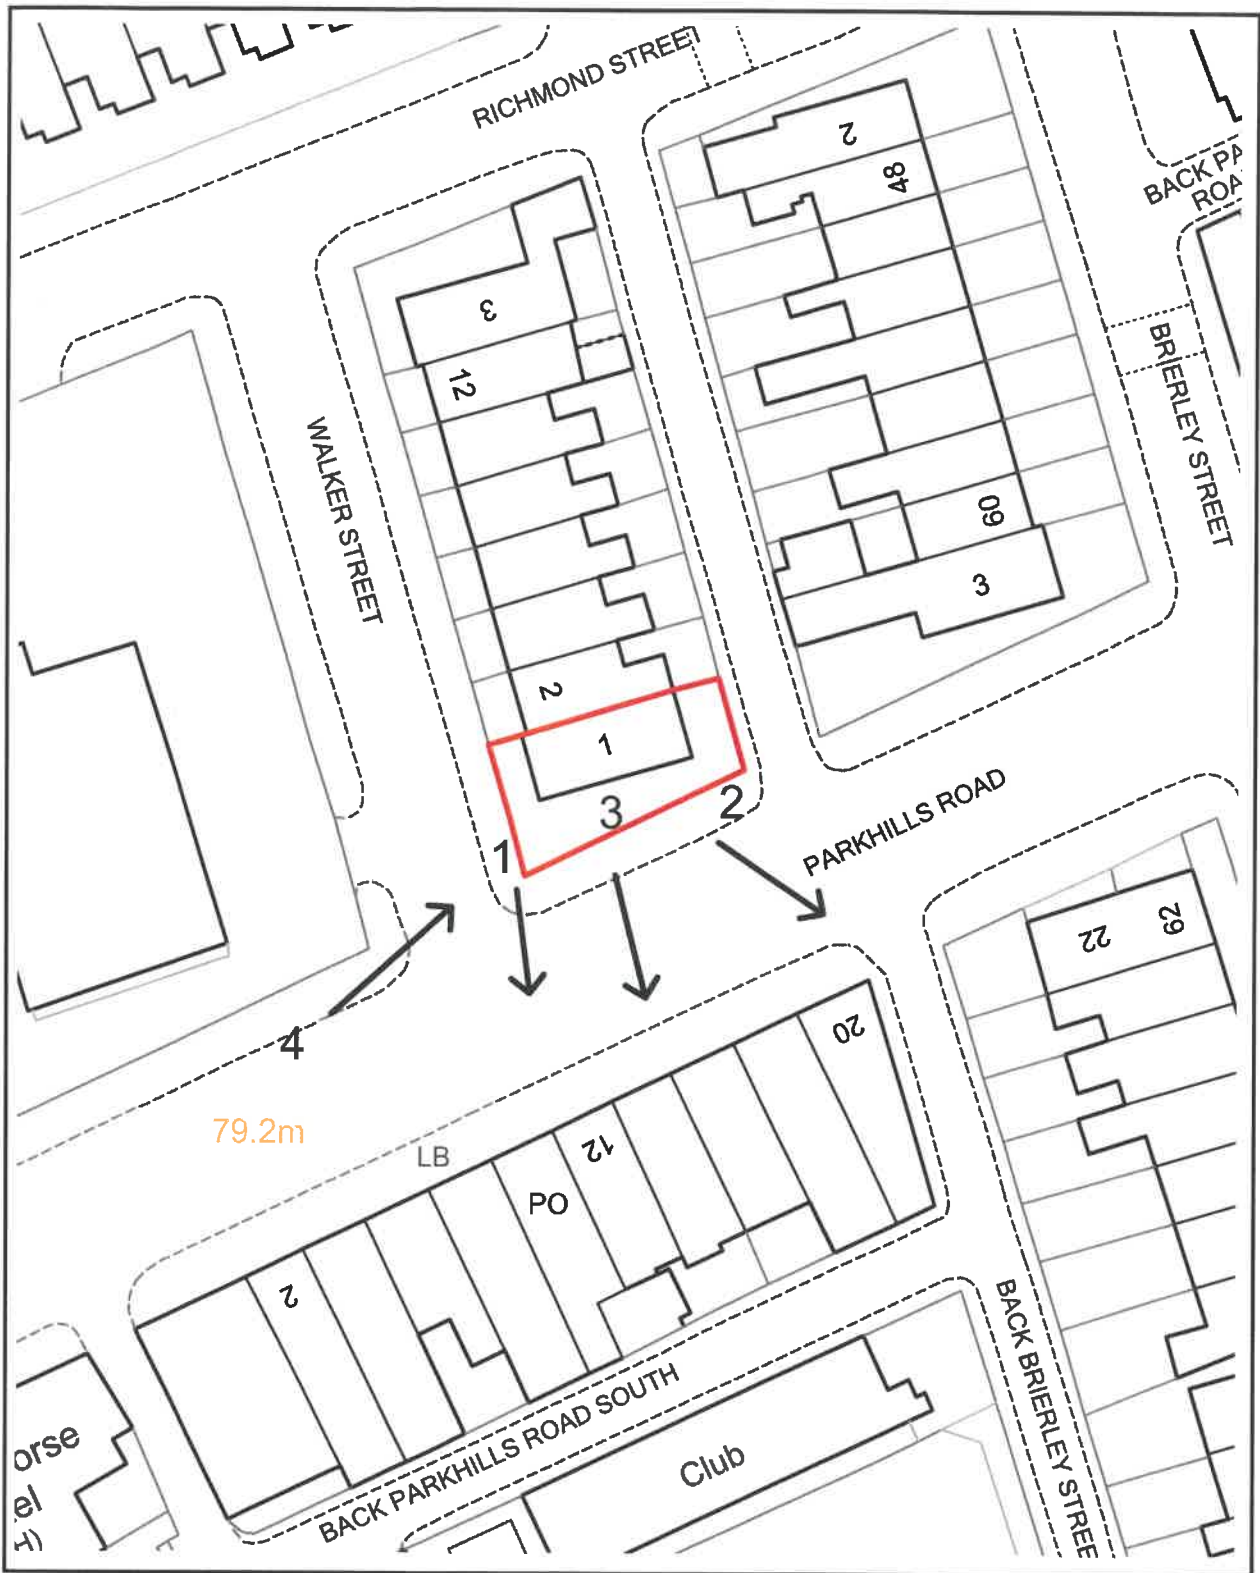 RICHMOND STREET
2
48
BACK PA
ROA
3
12
WALKER STREET
BRIERLEY STREET
60
3
2
1
3
2
1
PARKHILLS ROAD
22
62
4
20
79.2m
LB
12
PO
2
BACK PARKHILLS ROAD SOUTH
BACK BRIERLEY STREE
Club
orse
el
H)